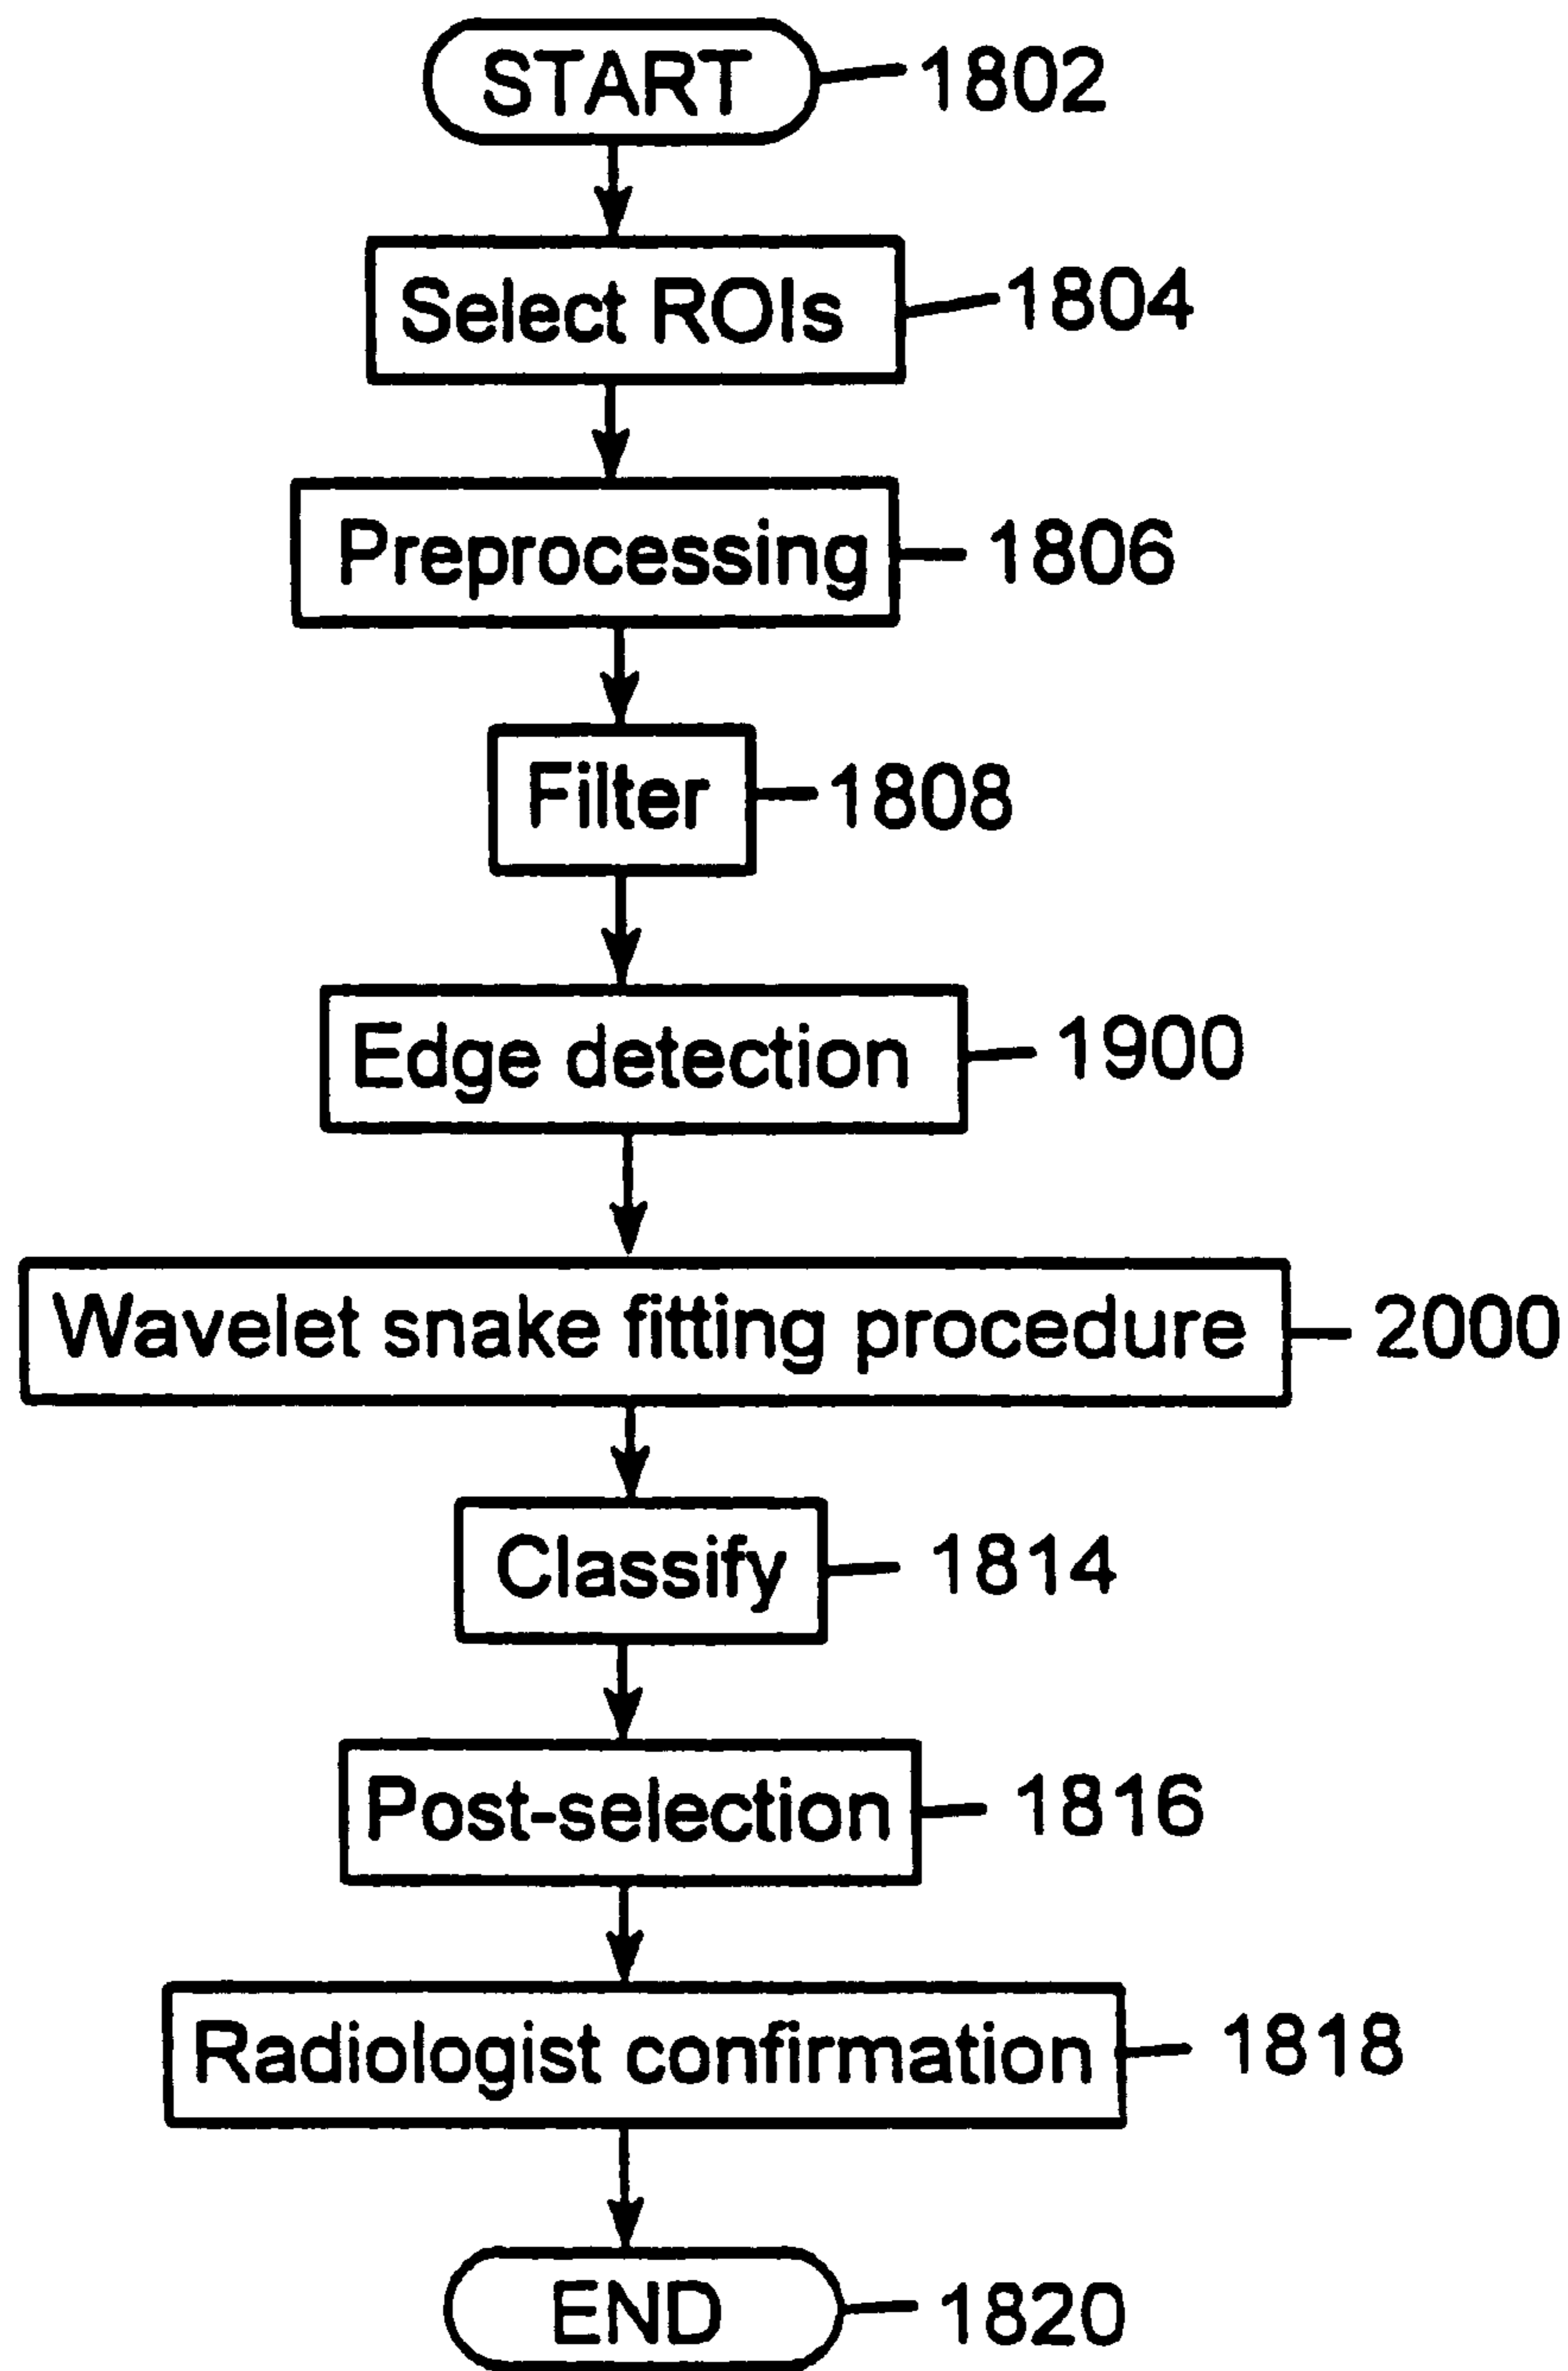 START 1802
Select ROIs 1804
Preprocessing 1806
Filter 1808
Edge detection 1900
Wavelet snake fitting procedure 2000
Classify 1814
Post-selection 1816
Radiologist confirmation 1818
END 1820